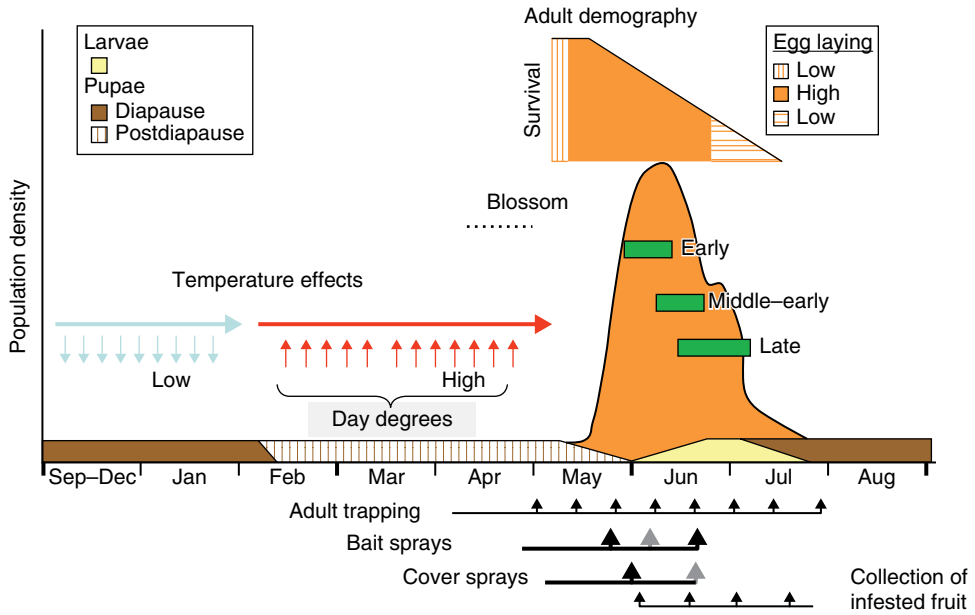 Adult demography
Larvae
Pupae
Diapause
Postdiapause
Egg laying
Low
High
Low
Survival
Population density
Blossom
Early
Temperature effects
Middle–early
Late
Low
High
Day degrees
Sep–Dec Jan Feb Mar Apr May Jun Jul Aug
Adult trapping
Bait sprays
Cover sprays
Collection of
infested fruit